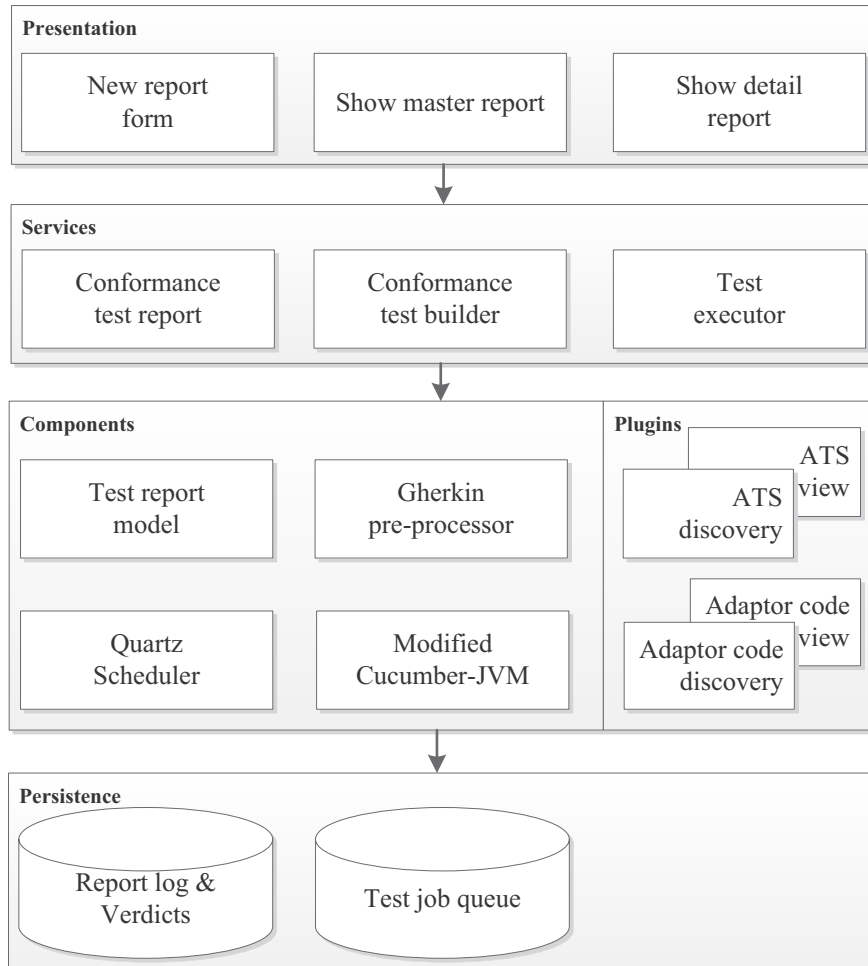 Presentation
New report
form
Show master report
Show detail
report
Services
Conformance
test report
Conformance
test builder
Test
executor
Components
Test report
model
Gherkin
pre-processor
Quartz
Scheduler
Modified
Cucumber-JVM
Plugins
ATS
view
ATS
discovery
Adaptor code
view
Adaptor code
discovery
Persistence
Report log &
Verdicts
Test job queue